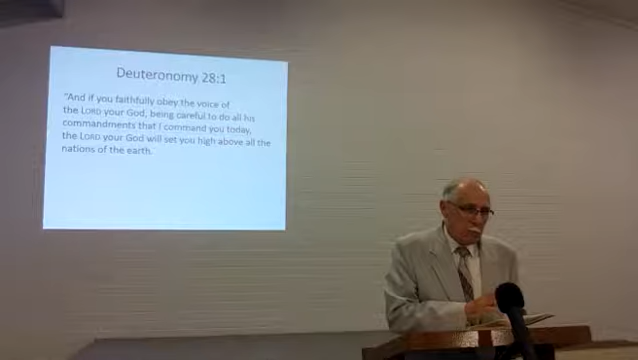 Deuteronomy 28:1
"And if you faithfully obey the voice of
the LORD your God, being careful to do all his
commandments that I command you today,
the LORD your God will set you high above all the
nations of the earth.